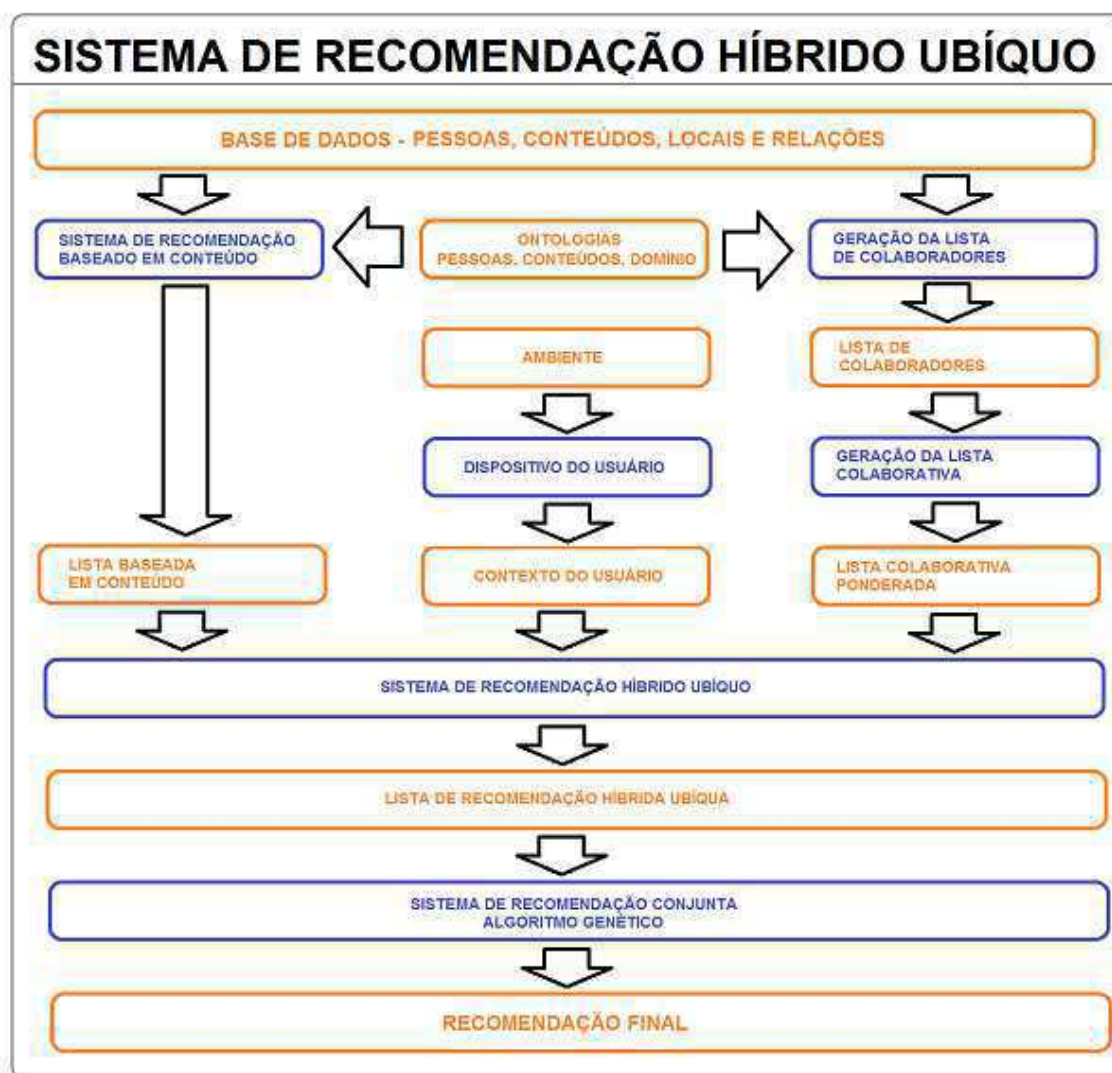 SISTEMA DE RECOMENDAÇÃO HÍBRIDO UBÍQUO
BASE DE DADOS - PESSOAS, CONTEÚDOS, LOCAIS E RELAÇÕES
SISTEMA DE RECOMENDAÇÃO
BASEADO EM CONTEÚDO
ONTOLOGIAS
PESSOAS, CONTEÚDOS, DOMÍNIO
GERAÇÃO DA LISTA
DE COLABORADORES
AMBIENTE
LISTA DE
COLABORADORES
DISPOSITIVO DO USUÁRIO
GERAÇÃO DA LISTA
COLABORATIVA
LISTA BASEADA
EM CONTEÚDO
CONTEXTO DO USUÁRIO
LISTA COLABORATIVA
PONDERADA
SISTEMA DE RECOMENDAÇÃO HÍBRIDO UBÍQUO
LISTA DE RECOMENDAÇÃO HÍBRIDA UBÍQUA
SISTEMA DE RECOMENDAÇÃO CONJUNTA
ALGORITMO GENÉTICO
RECOMENDAÇÃO FINAL